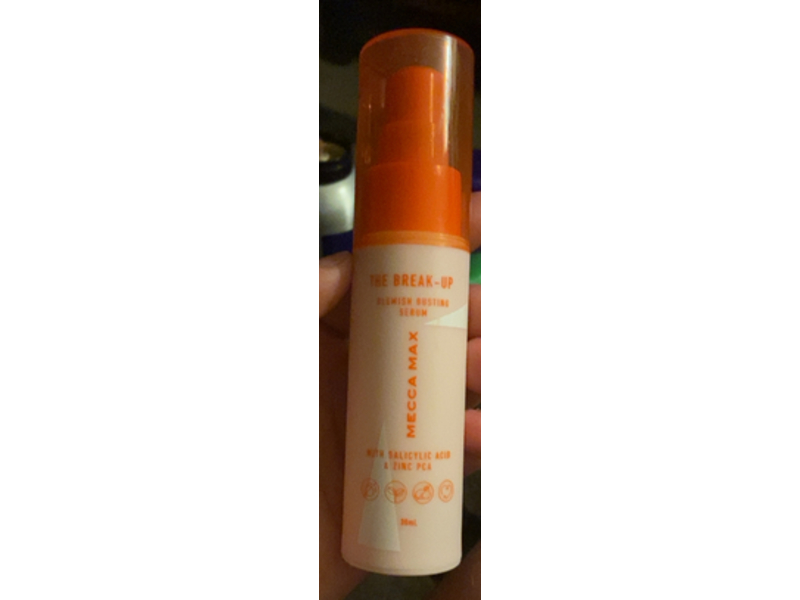 THE BREAK-UP
BLEMISH BUSTING
SERUM
MECCA MAX
WITH SALICYLIC ACID
& ZINC PCA
30mL